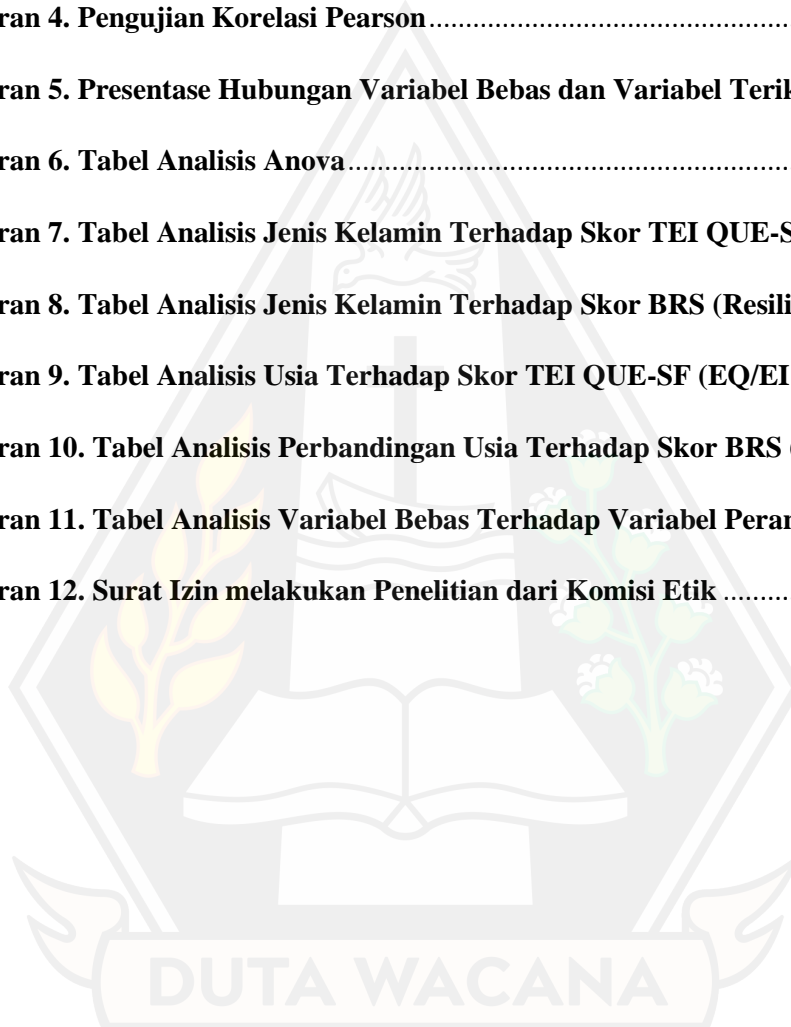 ran 4. Pengujian Korelasi Pearson................................................
ran 5. Presentase Hubungan Variabel Bebas dan Variabel Terik
ran 6. Tabel Analisis Anova............................................................
ran 7. Tabel Analisis Jenis Kelamin Terhadap Skor TEI QUE-S
ran 8. Tabel Analisis Jenis Kelamin Terhadap Skor BRS (Resili
ran 9. Tabel Analisis Usia Terhadap Skor TEI QUE-SF (EQ/EI
ran 10. Tabel Analisis Perbandingan Usia Terhadap Skor BRS
ran 11. Tabel Analisis Variabel Bebas Terhadap Variabel Peran
ran 12. Surat Izin melakukan Penelitian dari Komisi Etik .........
DUTA WACANA